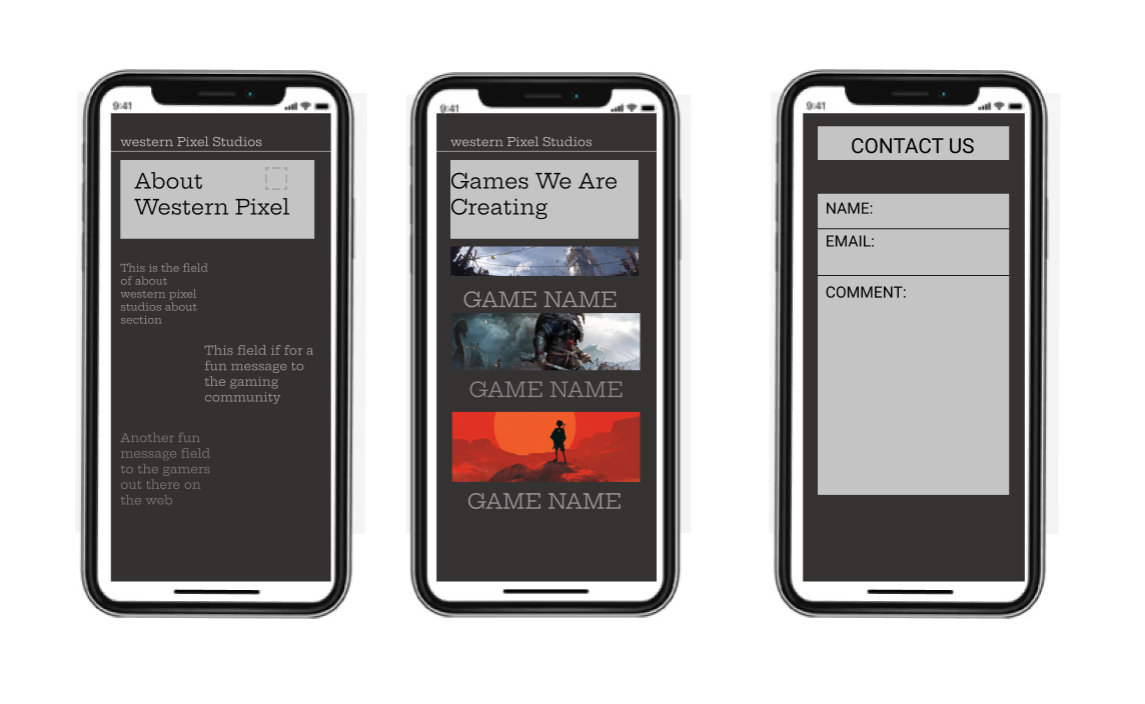 9:41
western Pixel Studios
About
Western Pixel
This is the field
of about
western pixel
studios about
section
This field if for a
fun message to
the gaming
community
Another fun
message field
to the gamers
out there on
the web
9:41
western Pixel Studios
Games We Are
Creating
GAME NAME
GAME NAME
GAME NAME
9:41
CONTACT US
NAME:
EMAIL:
COMMENT: